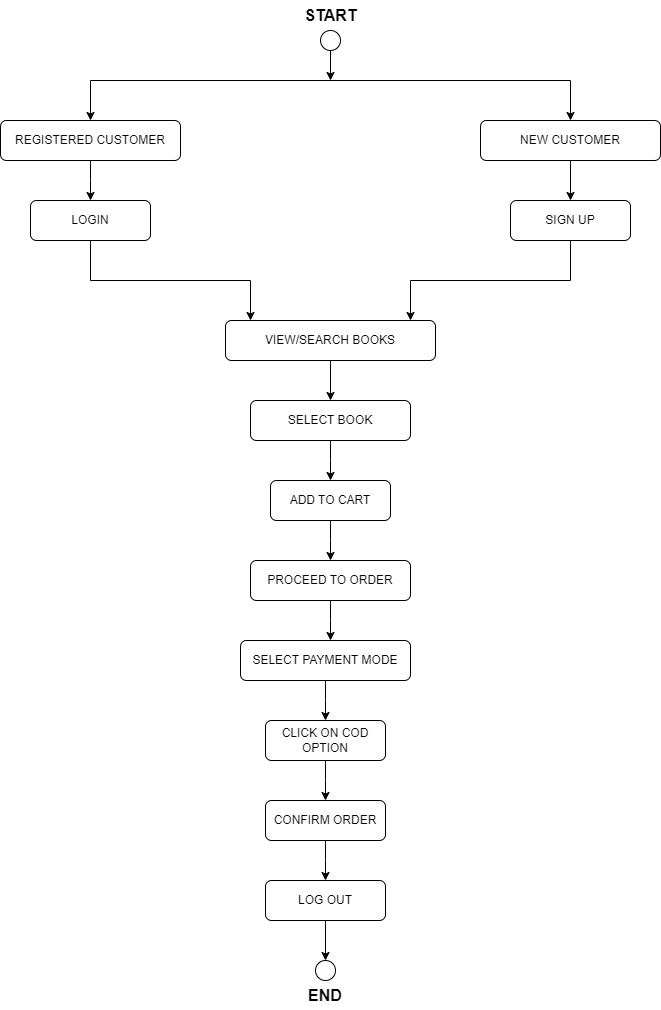 START
REGISTERED CUSTOMER
NEW CUSTOMER
LOGIN
SIGN UP
VIEW/SEARCH BOOKS
SELECT BOOK
ADD TO CART
PROCEED TO ORDER
SELECT PAYMENT MODE
CLICK ON COD
OPTION
CONFIRM ORDER
LOG OUT
END